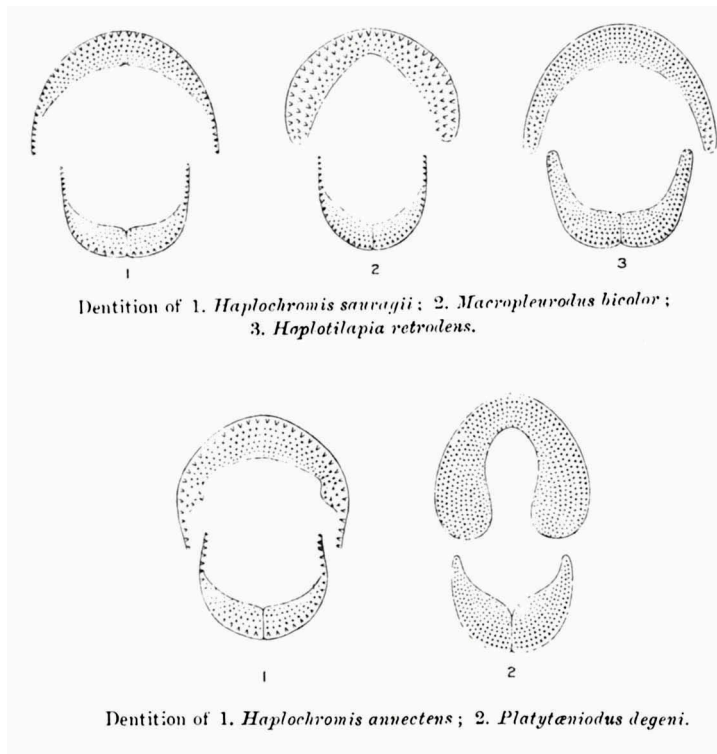 1
2
3
Dentition of 1. Haplochromis sauvagii; 2. Macropleurodus bicolor;
3. Haplotilapia retrodens.
1
2
Dentition of 1. Haplochromis annectens; 2. Platytæniodus degeni.